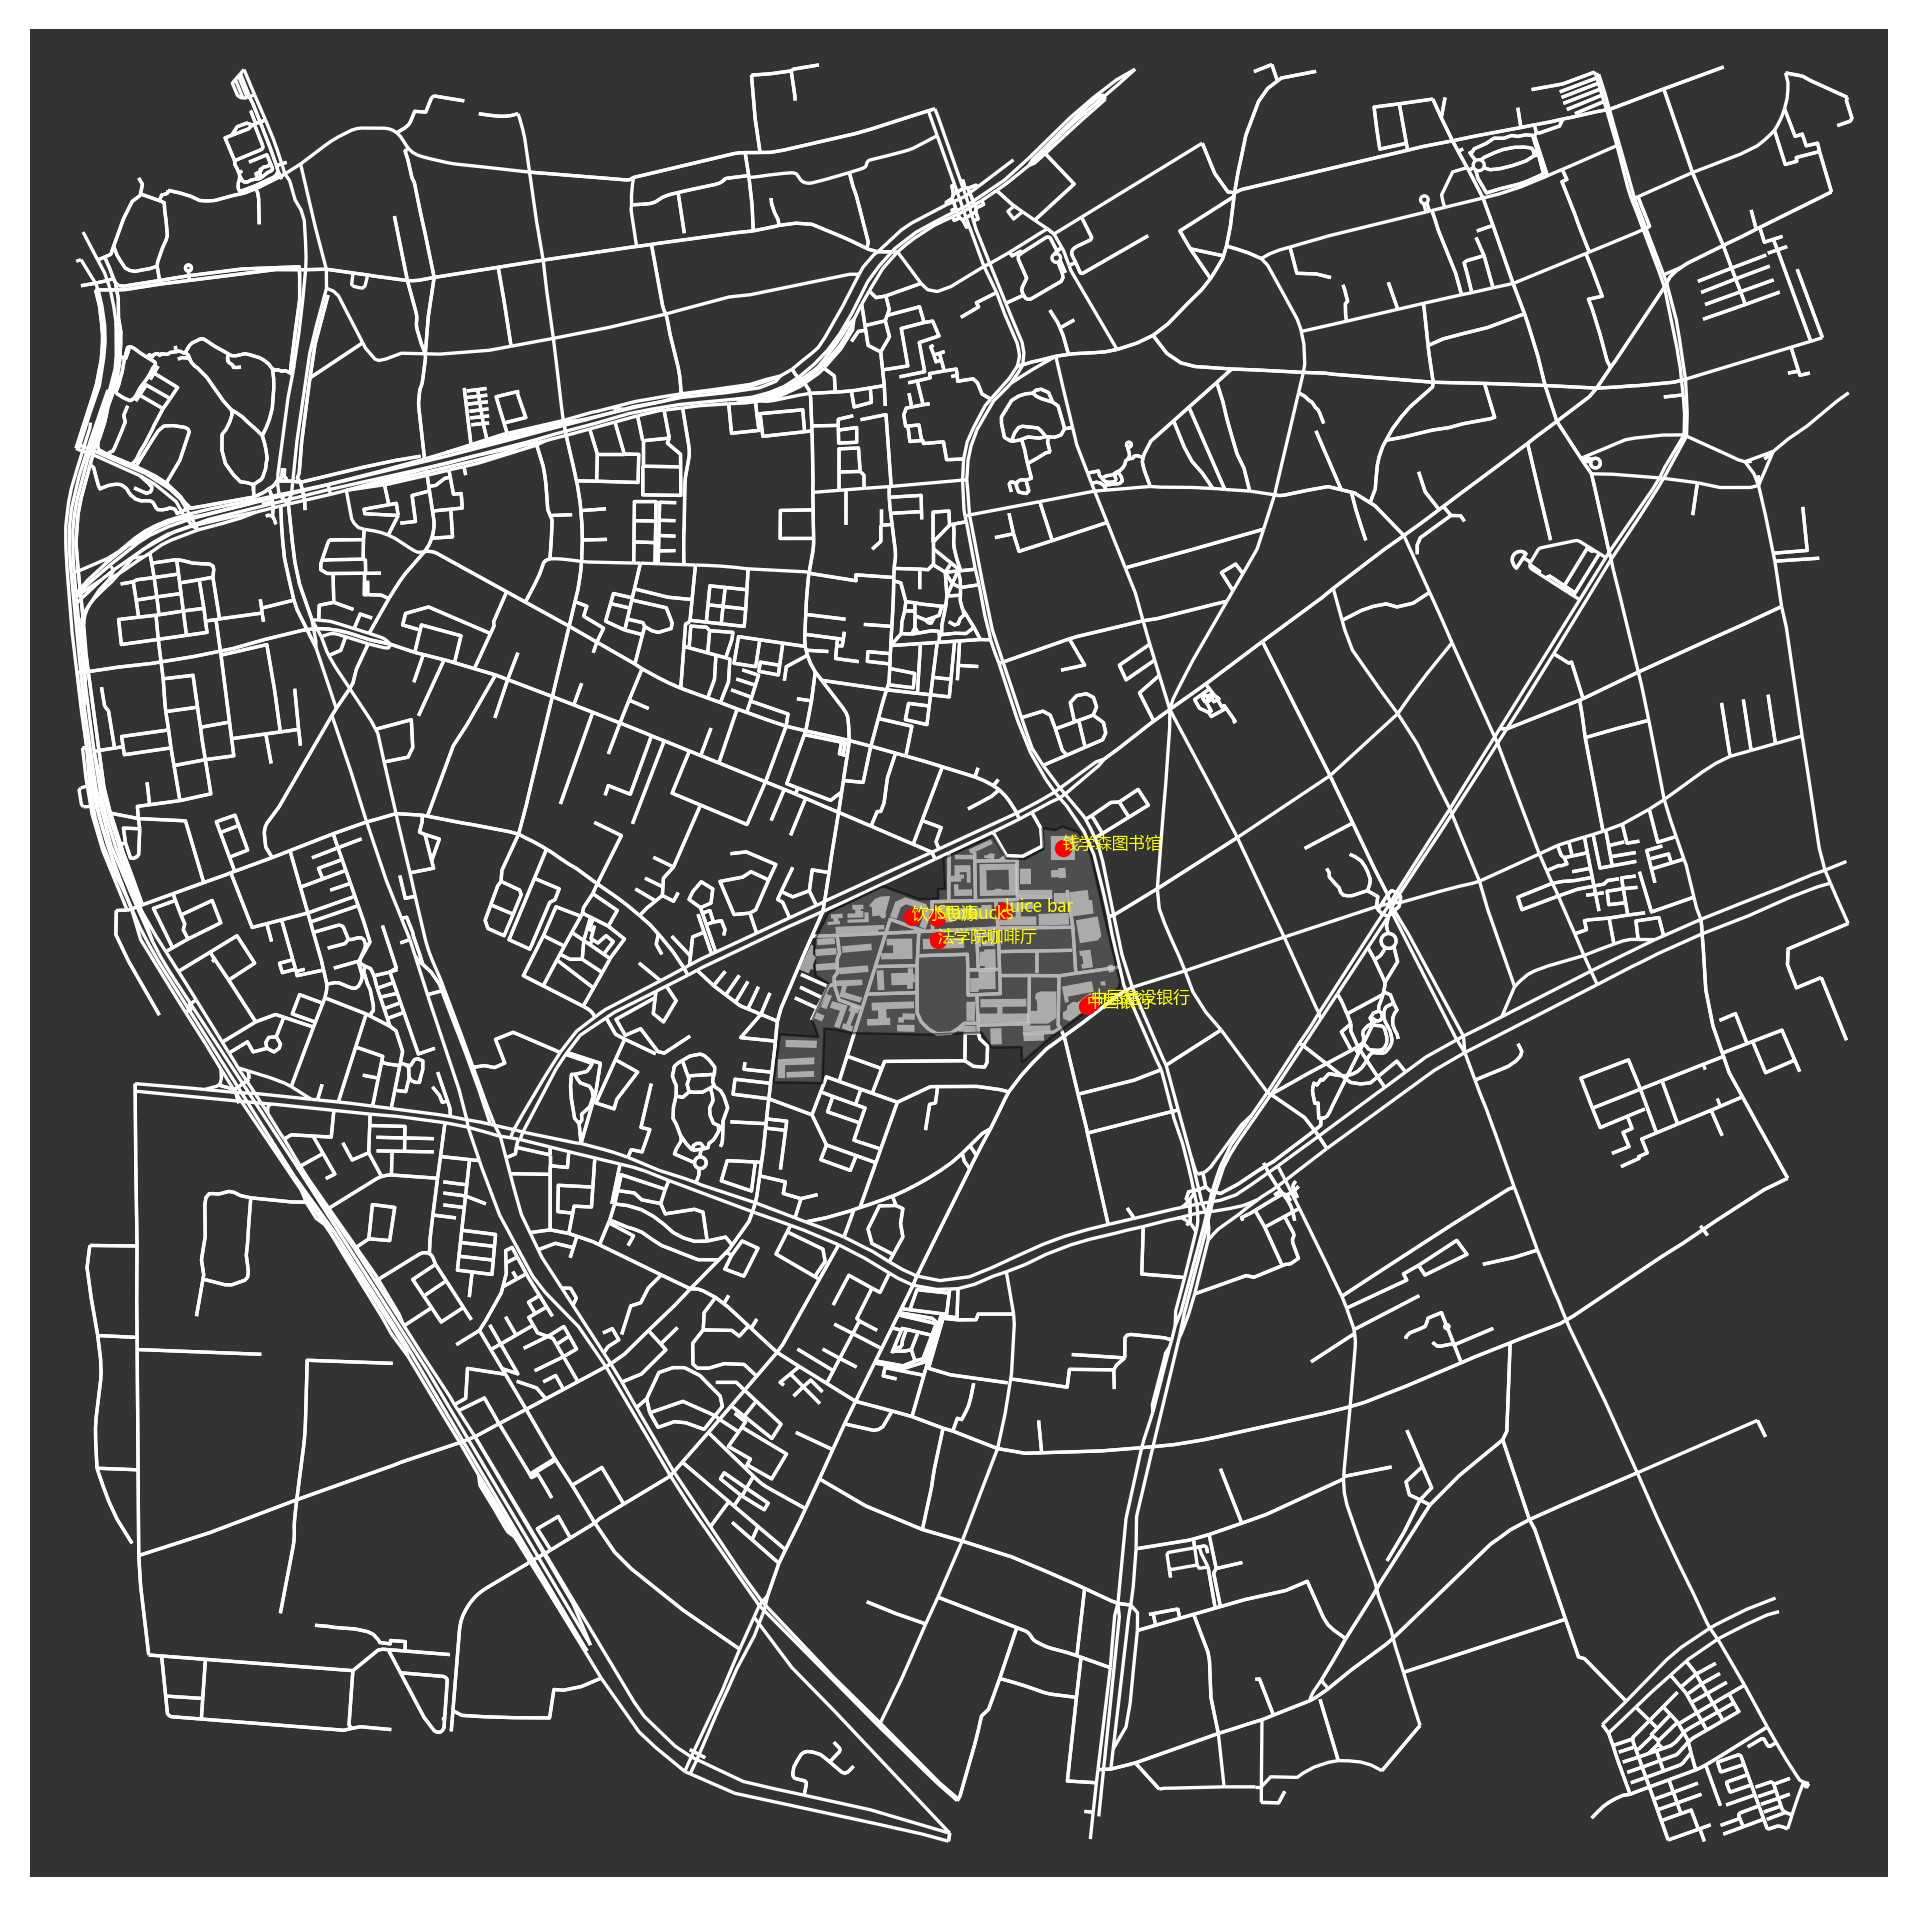 钱学森图书馆
Juice bar
饮水思源
Starbucks
法学院咖啡厅
中国建设银行
中国银行